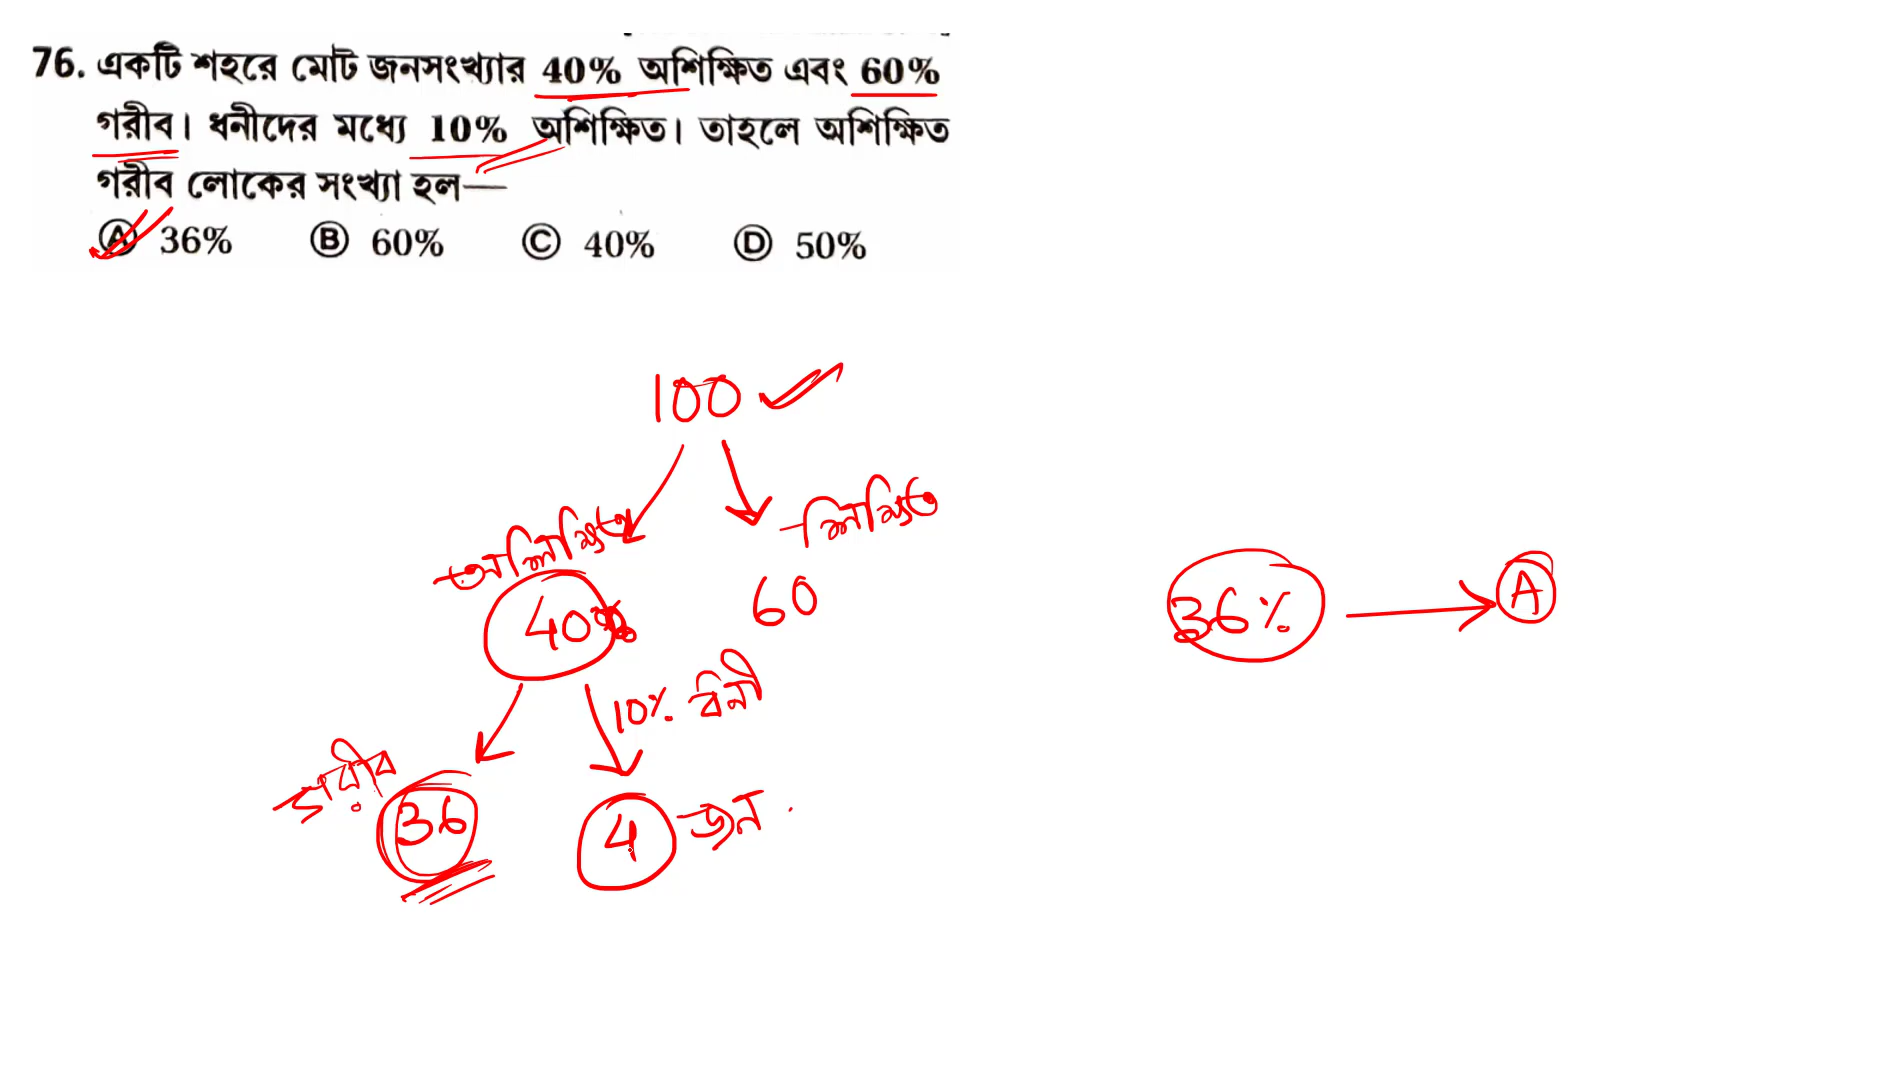 76. একটি শহরে মোট জনসংখ্যার 40% অশিক্ষিত এবং 60%
গরীব। ধনীদের মধ্যে 10% অশিক্ষিত। তাহলে অশিক্ষিত
গরীব লোকের সংখ্যা হল—
Ⓐ 36% Ⓑ 60% Ⓒ 40% Ⓓ 50%
100
অশিক্ষিত শিক্ষিত
40% 60
36% A
10% ধনী
গরীব
36 4 জন